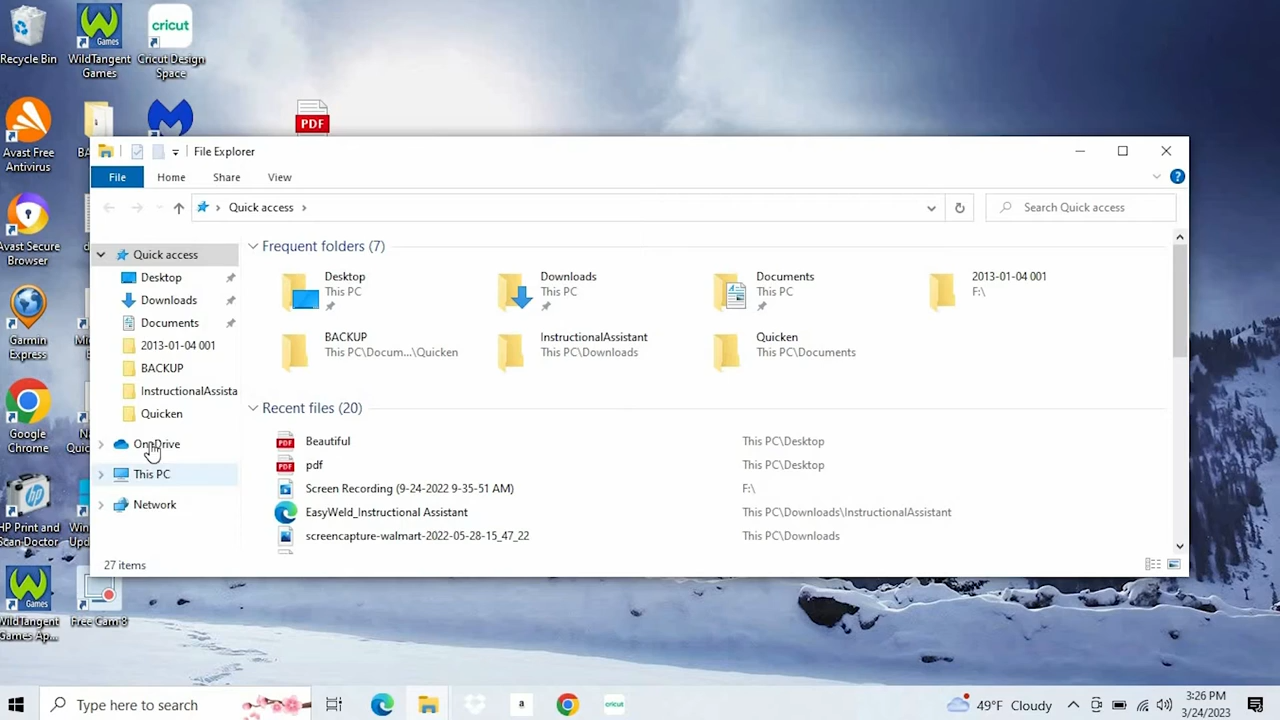 Recycle Bin
WildTangent
Games
cricut
Cricut Design
Space
PDF
Avast Free
Antivirus
Avast Secure
Browser
Garmin
Express
Google
Chrome
HP Print and
Scan-Doctor
WildTangent
Games Ap...
Free Cam 8
File Explorer
File
Home
Share
View
Quick access
Search Quick access
Quick access
Desktop
Downloads
Documents
2013-01-04 001
BACKUP
InstructionalAssista
Quicken
OneDrive
This PC
Network
Frequent folders (7)
Desktop
This PC
Downloads
This PC
Documents
This PC
2013-01-04 001
F:\
BACKUP
This PC\Docum...\Quicken
InstructionalAssistant
This PC\Downloads
Quicken
This PC\Documents
Recent files (20)
Beautiful
This PC\Desktop
pdf
This PC\Desktop
Screen Recording (9-24-2022 9-35-51 AM)
F:\
EasyWeld_Instructional Assistant
This PC\Downloads\InstructionalAssistant
screencapture-walmart-2022-05-28-15_47_22
This PC\Downloads
27 items
Type here to search
a
cricut
49°F Cloudy
3:26 PM
3/24/2023